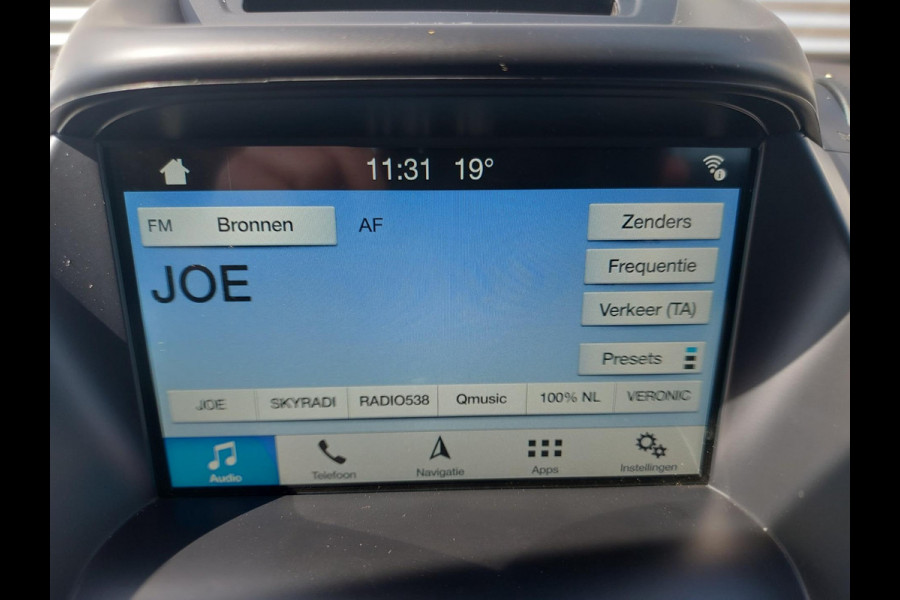 11:31 19°
FM Bronnen AF Zenders
JOE Frequentie
Verkeer (TA)
Presets
JOE SKYRADI RADIO538 Qmusic 100% NL VERONIC
Audio Telefoon Navigatie Apps Instellingen